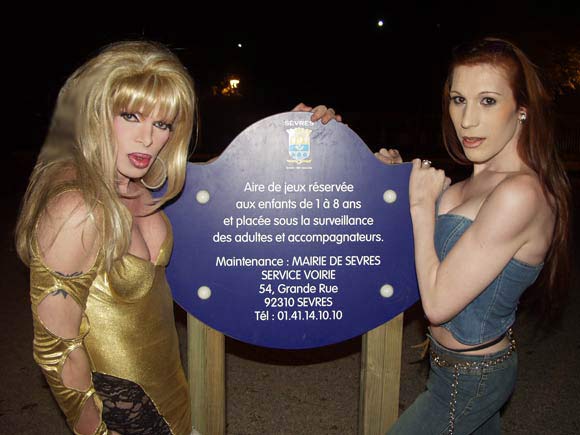 SEVRES
Aire de jeux réservée
aux enfants de 1 à 8 ans
et placée sous la surveillance
des adultes et accompagnateurs.
Maintenance : MAIRIE DE SEVRES
SERVICE VOIRIE
54, Grande Rue
92310 SEVRES
Tél : 01.41.14.10.10